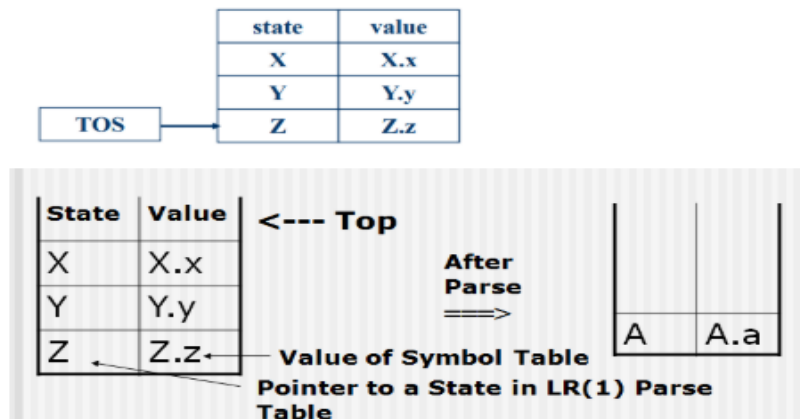 state value
X X.x
Y Y.y
TOS Z Z.z
State Value <--- Top
X X.x
After
Parse
Y Y.y
===>
A A.a
Z Z.z
Value of Symbol Table
Pointer to a State in LR(1) Parse
Table